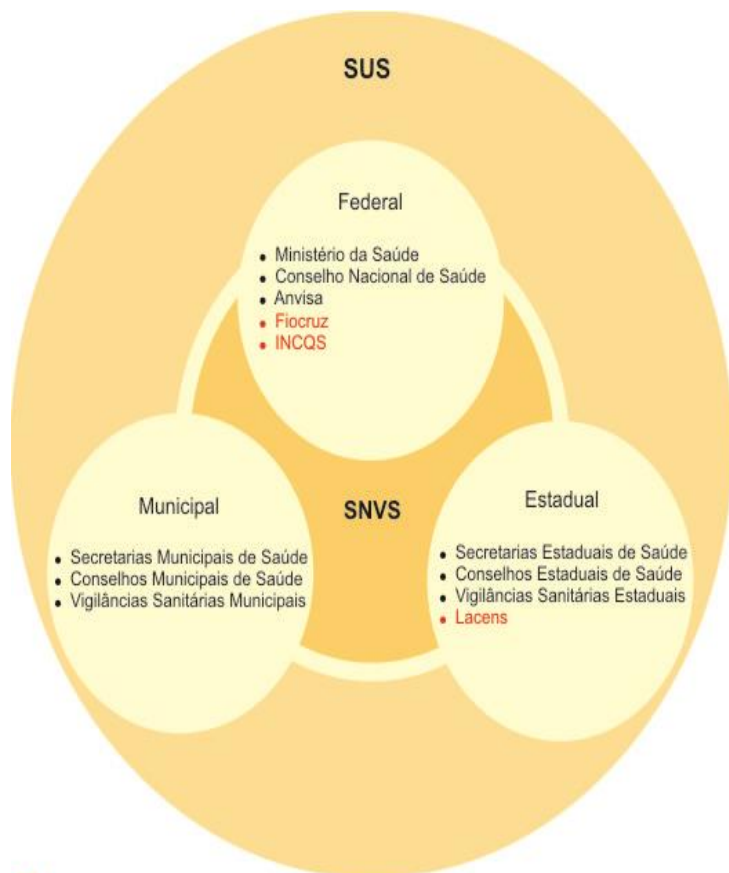 SUS
Federal
• Ministério da Saúde
• Conselho Nacional de Saúde
• Anvisa
• Fiocruz
• INCQS
Municipal
• Secretarias Municipais de Saúde
• Conselhos Municipais de Saúde
• Vigilâncias Sanitárias Municipais
SNVS
Estadual
• Secretarias Estaduais de Saúde
• Conselhos Estaduais de Saúde
• Vigilâncias Sanitárias Estaduais
• Lacens